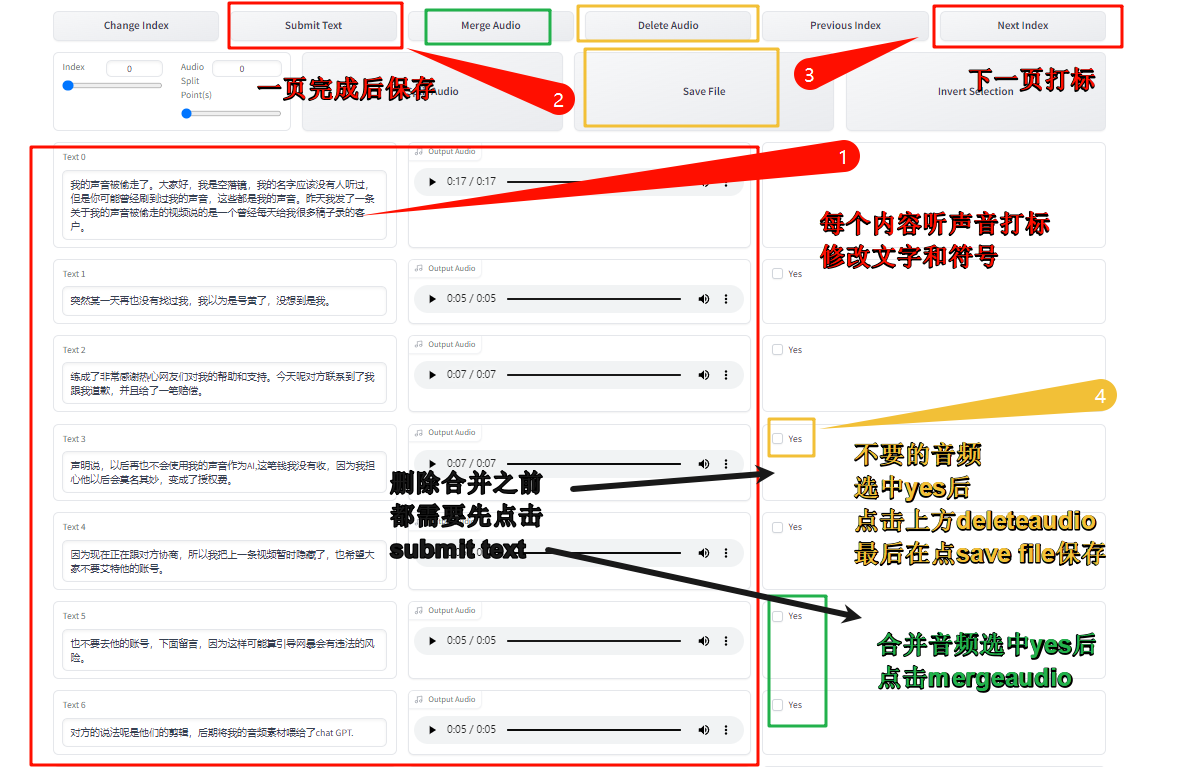 Change Index
Submit Text
Merge Audio
Delete Audio
Previous Index
Next Index
Index
0
Audio
Split
Point(s)
0
一页完成后保存
Audio
2
Save File
3
下一页打标
Invert Selection
Text 0
我的声音被偷走了。大家好，我是空落镜，我的名字应该没有人听过，
但是你可能曾经刷到过我的声音，这些都是我的声音。昨天我发了一条
关于我的声音被偷走的视频说的是一个曾经每天给我很多稿子录的客
户。
Output Audio
0:17 / 0:17
1
每个内容听声音打标
修改文字和符号
Text 1
突然某一天再也没有找过我，我以为是号黄了，没想到是我。
Output Audio
0:05 / 0:05
Yes
Text 2
练成了非常感谢热心网友们对我的帮助和支持。今天呢对方联系到了我
跟我道歉，并且给了一笔赔偿。
Output Audio
0:07 / 0:07
Yes
4
Text 3
声明说，以后再也不会使用我的声音作为AI,这笔钱我没有收，因为我担
心他以后会莫名其妙，变成了授权器。
Output Audio
0:07 / 0:07
Yes
不要的音频
选中yes后
点击上方deleteaudio
最后在点save file保存
删除合并之前
都需要先点击
submit text
Text 4
因为现在正在跟对方协商，所以我把上一条视频暂时隐藏了，也希望大
家不要艾特他的账号。
Yes
Text 5
也不要去他的账号，下面留言，因为这样可能算引导网暴会有违法的风
险。
Output Audio
0:05 / 0:05
Yes
合并音频选中yes后
点击mergeaudio
Text 6
对方的说法呢是他们的剪辑，后期将我的音频素材喂给了chat GPT.
Output Audio
0:05 / 0:05
Yes